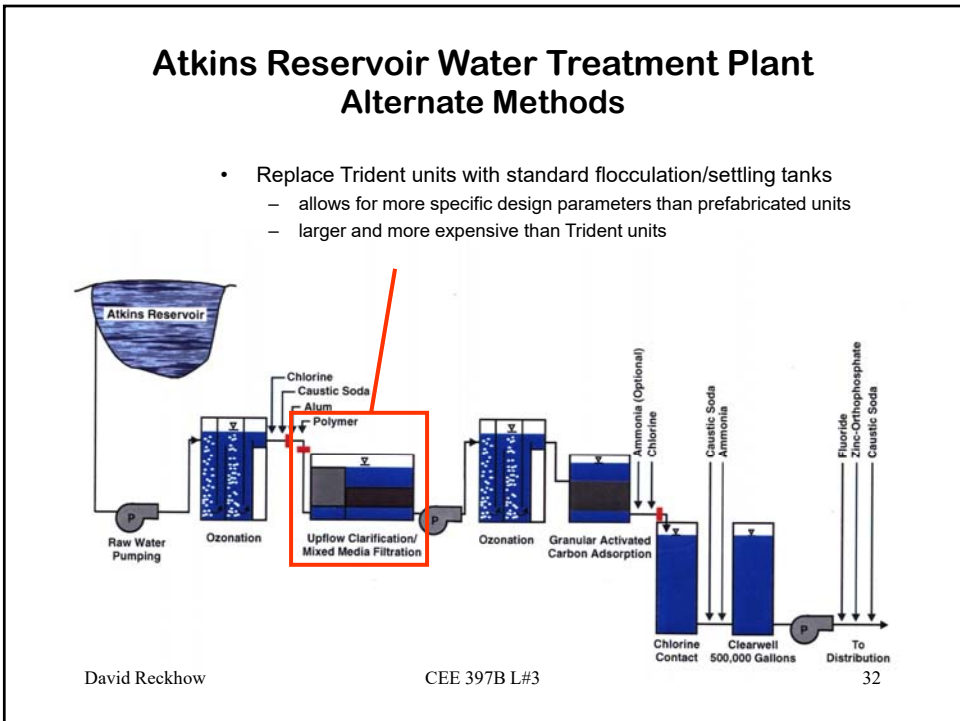 Atkins Reservoir Water Treatment Plant
Alternate Methods
• Replace Trident units with standard flocculation/settling tanks
– allows for more specific design parameters than prefabricated units
– larger and more expensive than Trident units
Atkins Reservoir
Chlorine
Caustic Soda
Alum
Polymer
Ammonia (Optional)
Chlorine
Caustic Soda
Ammonia
Fluoride
Zinc-Orthophosphate
Caustic Soda
P
Raw Water
Pumping
Ozonation
Upflow Clarification/
Mixed Media Filtration
P
Ozonation
Granular Activated
Carbon Adsorption
Chlorine
Contact
Clearwell
500,000 Gallons
P
To
Distribution
David Reckhow
CEE 397B L#3
32